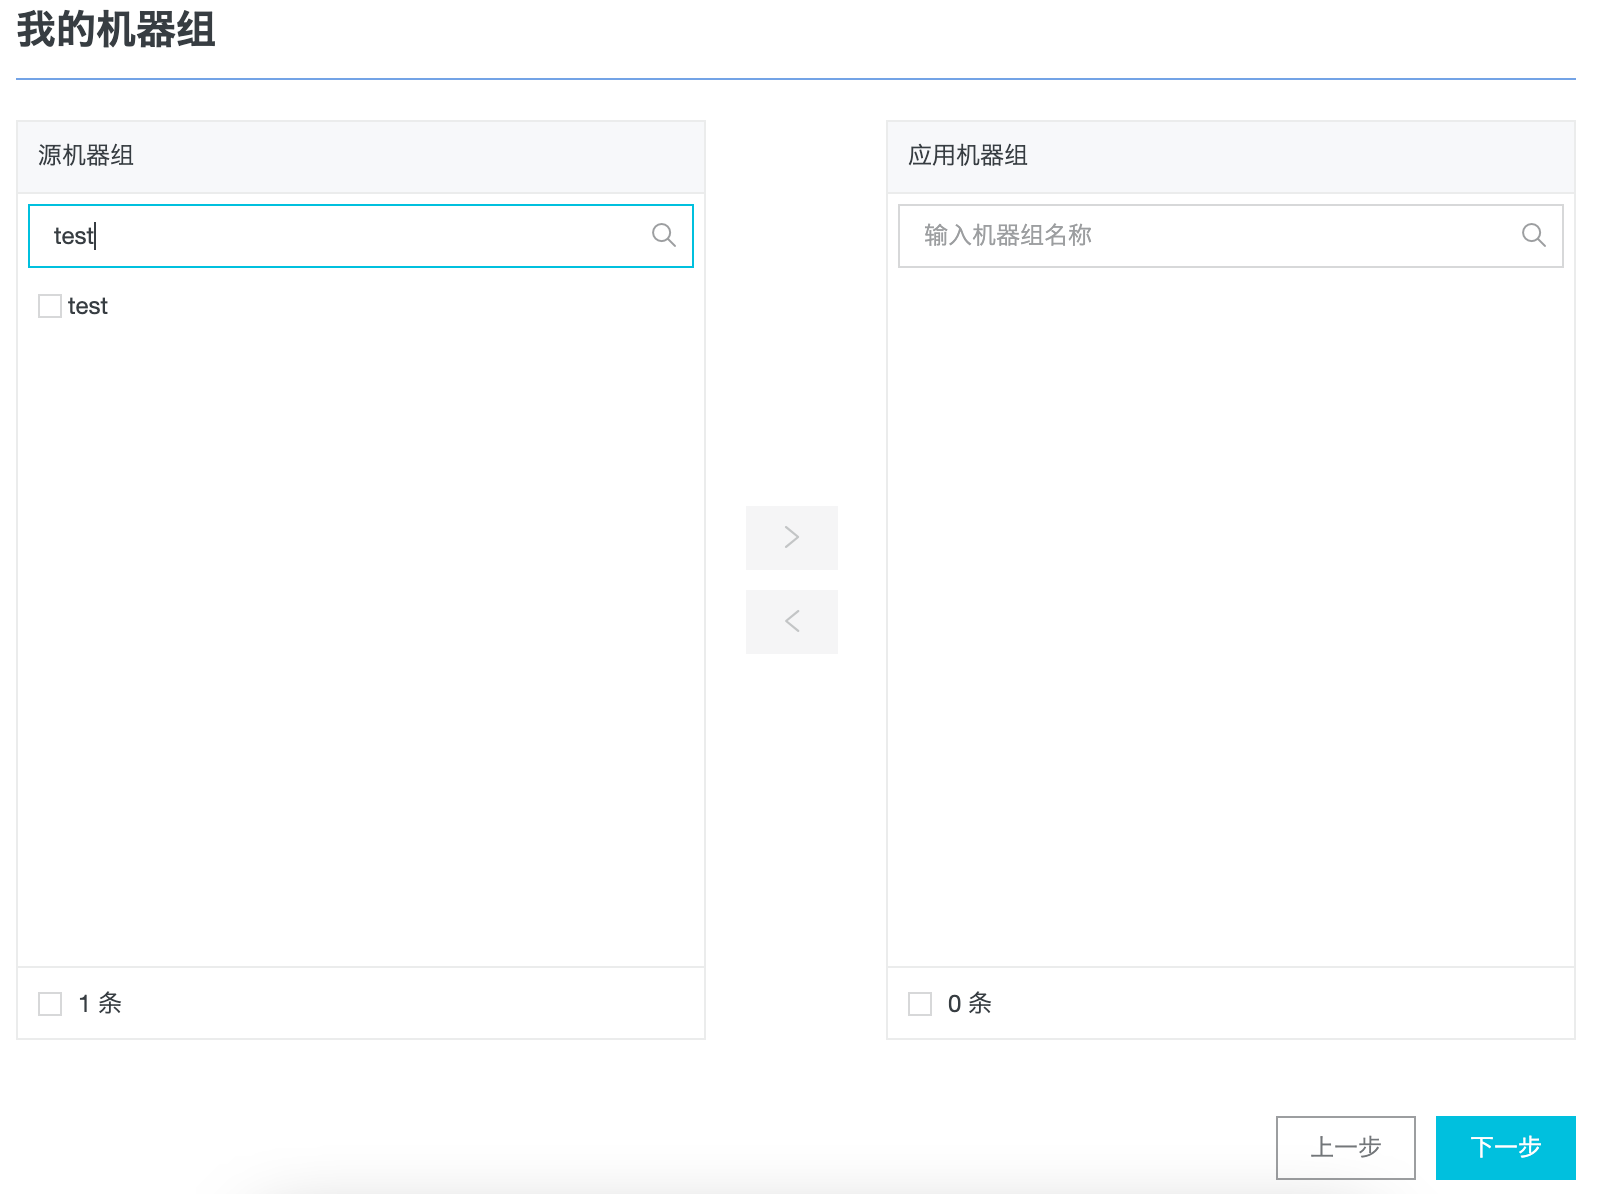 我的机器组
源机器组
test
test
1 条
应用机器组
输入机器组名称
0 条
上一步
下一步